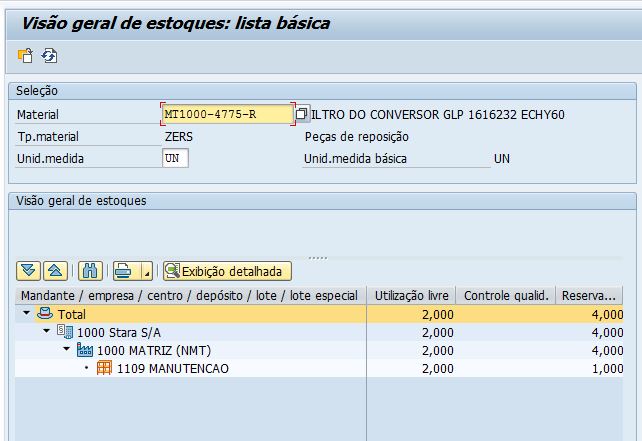 Visão geral de estoques: lista básica
Seleção
Material MT1000-4775-R ILTRO DO CONVERSOR GLP 1616232 ECHY60
Tp.material ZERS Peças de reposição
Unid.medida UN Unid.medida básica UN
Visão geral de estoques
Exibição detalhada
Mandante / empresa / centro / depósito / lote / lote especial Utilização livre Controle qualid. Reserva...
Total 2,000 4,000
1000 Stara S/A 2,000 4,000
1000 MATRIZ (NMT) 2,000 4,000
1109 MANUTENCAO 2,000 1,000